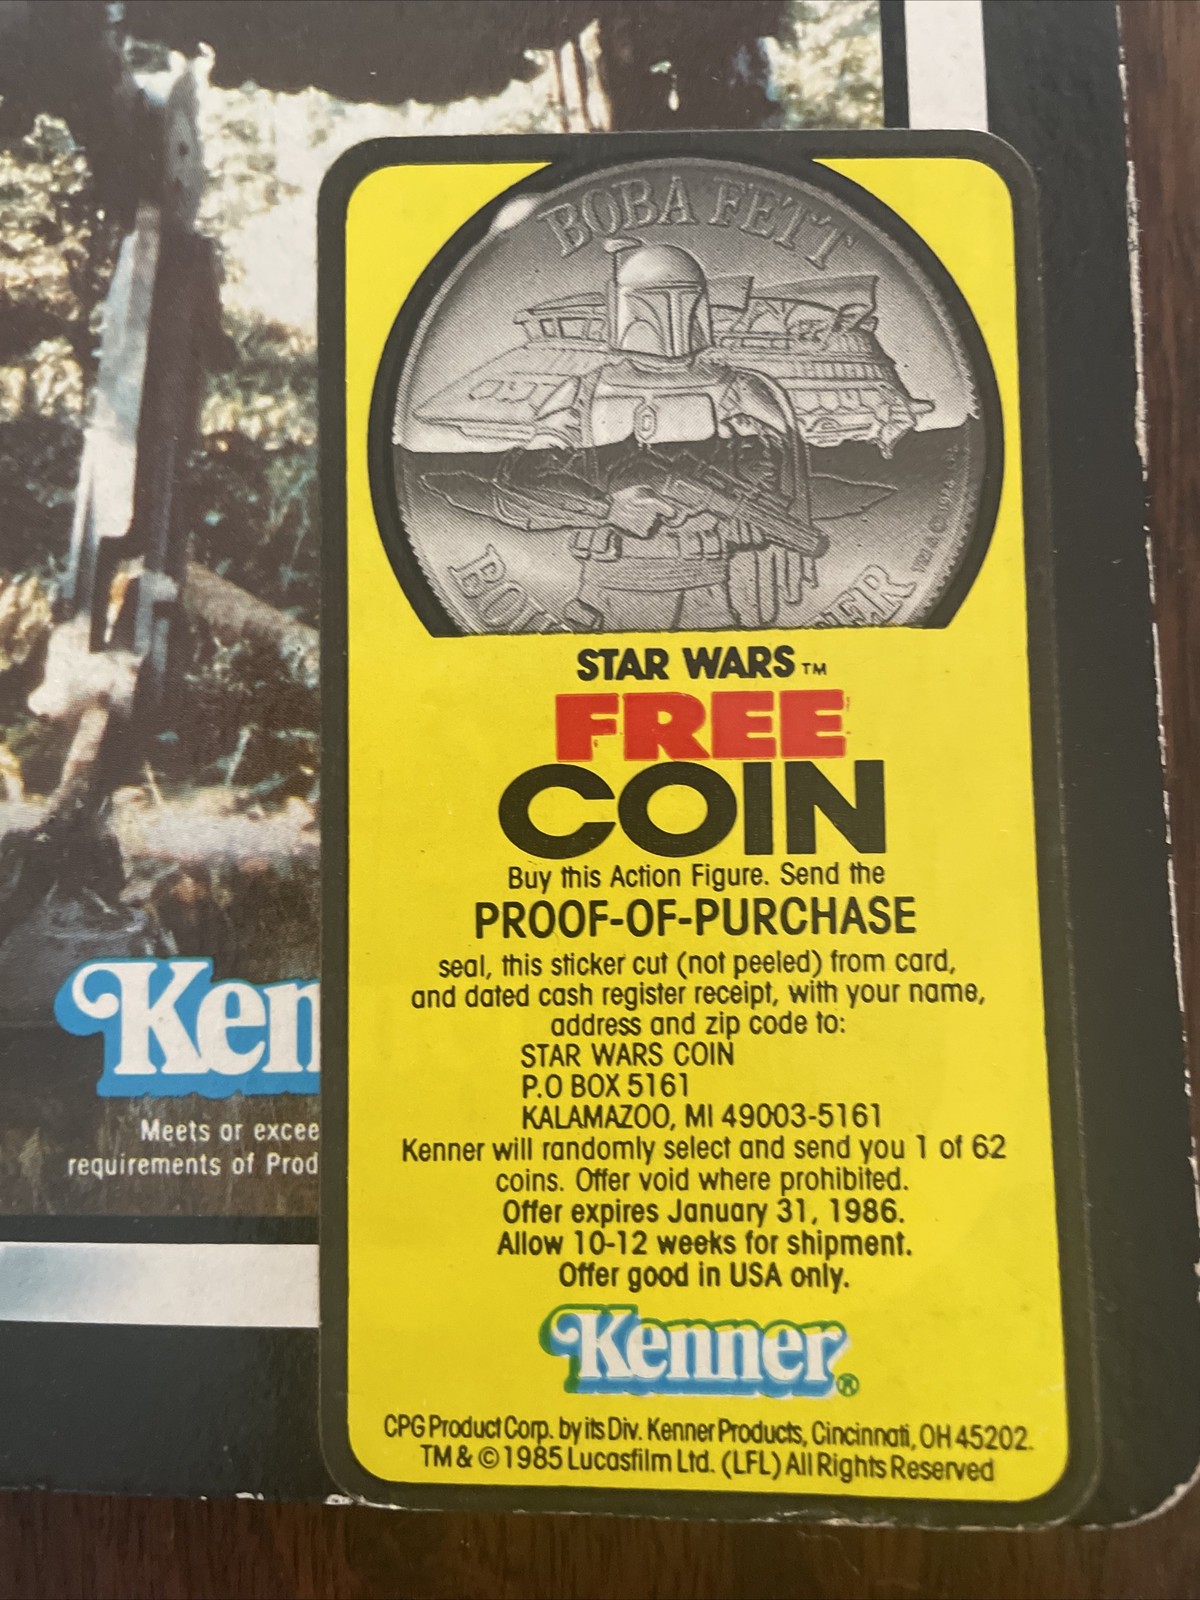 BOBA FETT
BOU
TER
STAR WARS™
FREE
COIN
Buy this Action Figure. Send the
PROOF-OF-PURCHASE
seal, this sticker cut (not peeled) from card,
and dated cash register receipt, with your name,
address and zip code to:
STAR WARS COIN
P.O BOX 5161
KALAMAZOO, MI 49003-5161
Kenner will randomly select and send you 1 of 62
coins. Offer void where prohibited.
Offer expires January 31, 1986.
Allow 10-12 weeks for shipment.
Offer good in USA only.
Kenner®
CPG Product Corp. by its Div. Kenner Products, Cincinnati, OH 45202.
TM & © 1985 Lucasfilm Ltd. (LFL) All Rights Reserved
Ken
Meets or excee
requirements of Prod